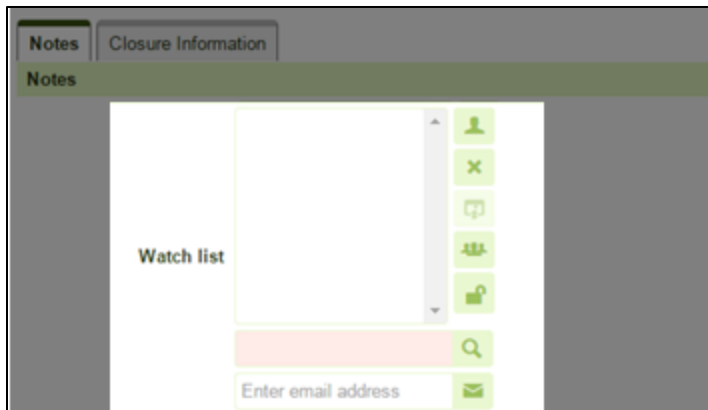 Notes Closure Information
Notes
Watch list
Enter email address